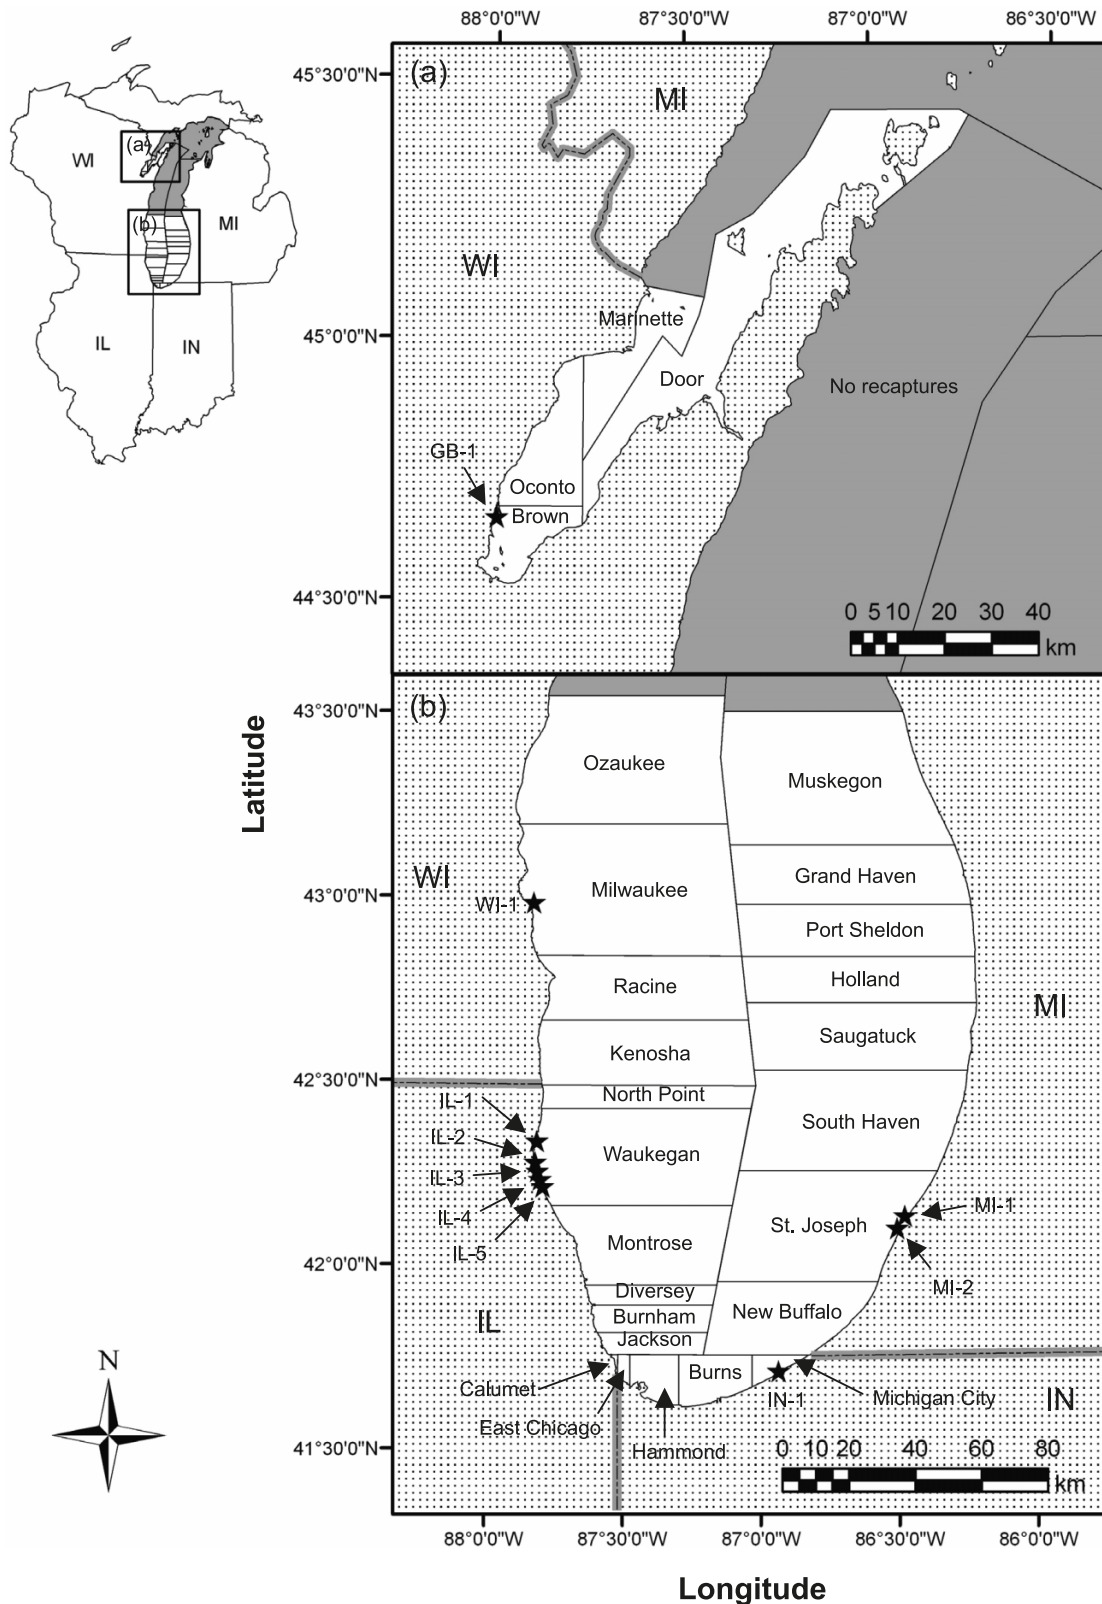 88°0'0"W 87°30'0"W 87°0'0"W 86°30'0"W
45°30'0"N
(a)
MI
WI
(a)
(b)
MI
IL
IN
WI
Marinette
45°0'0"N
Door
No recaptures
GB-1
Oconto
Brown
44°30'0"N
0 5 10 20 30 40
km
(b)
43°30'0"N
Latitude
Ozaukee
Muskegon
WI
Grand Haven
Milwaukee
43°0'0"N
WI-1
Port Sheldon
Racine
Holland
MI
Saugatuck
Kenosha
42°30'0"N
North Point
IL-1
South Haven
IL-2
Waukegan
IL-3
IL-4
MI-1
St. Joseph
IL-5
Montrose
42°0'0"N
MI-2
Diversey
New Buffalo
Burnham
IL
Jackson
N
Burns
Calumet
Michigan City
IN-1
IN
East Chicago
Hammond
41°30'0"N
0 10 20 40 60 80
km
88°0'0"W 87°30'0"W 87°0'0"W 86°30'0"W 86°0'0"W
Longitude